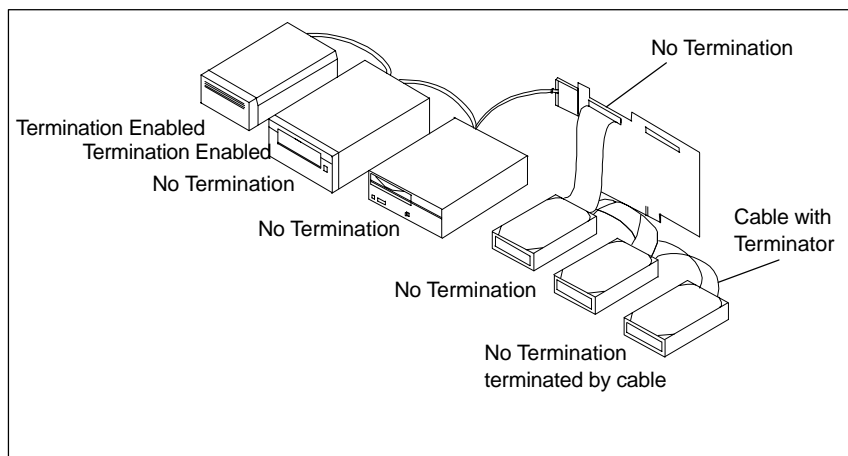 No Termination
Termination Enabled
Termination Enabled
No Termination
No Termination
Cable with
Terminator
No Termination
No Termination
terminated by cable